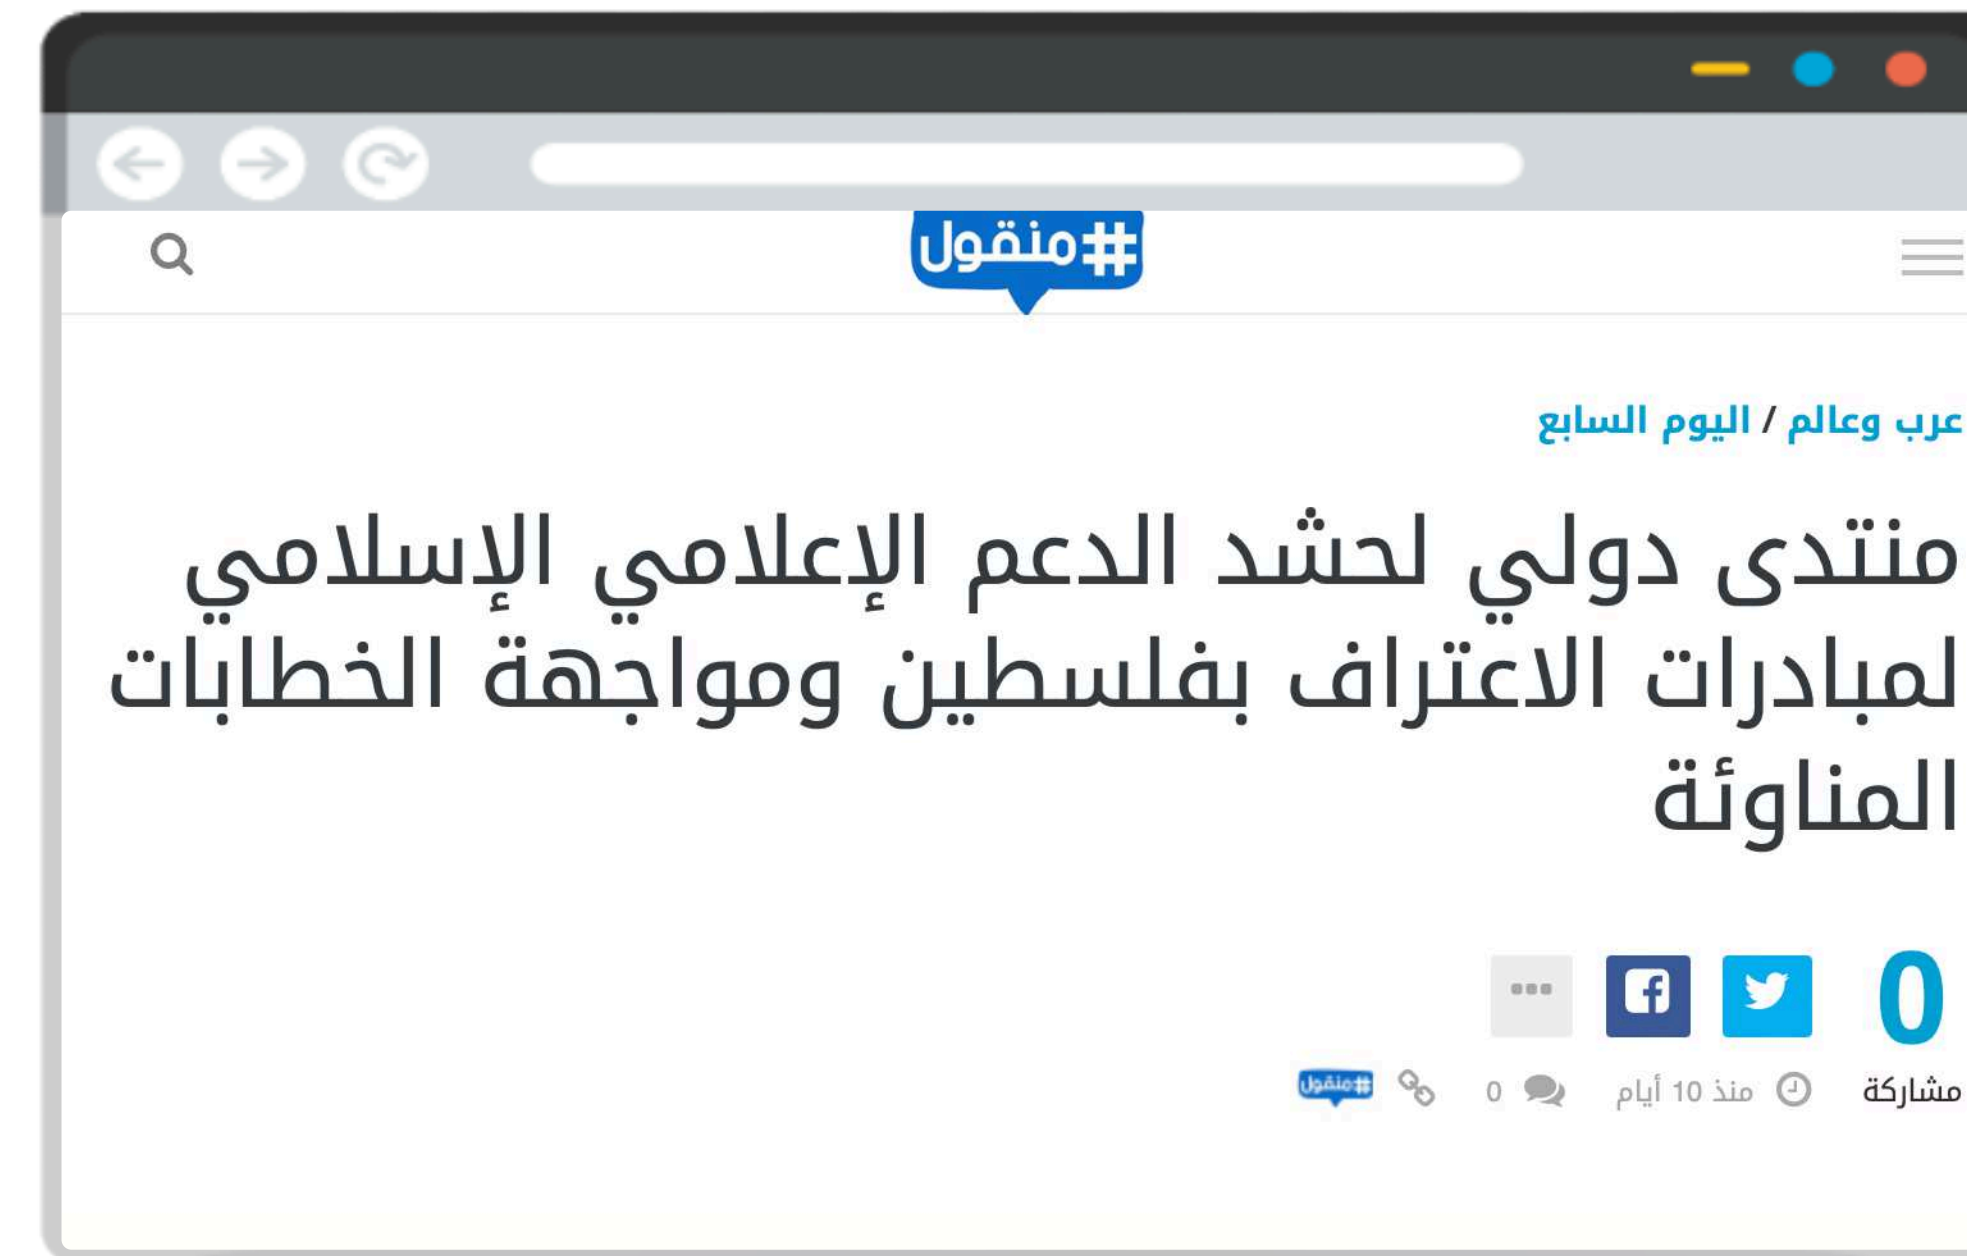 #منقول
عرب وعالم / اليوم السابع
منتدى دولي لحشد الدعم الإعلامي الإسلامي
لمبادرات الاعتراف بفلسطين ومواجهة الخطابات
المناوئة
0
مشاركة منذ 10 أيام 0 #منقول